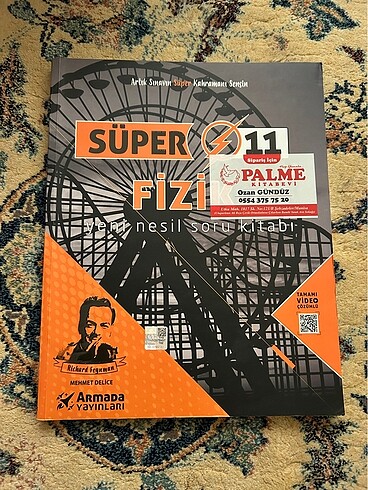 Artık Sınavın Süper Kahramanı Sensin
SÜPER
11
Sipariş İçin
PALME
KİTABEVİ
Ozan GÜNDÜZ
0554 375 75 20
FİZİ
Yeni nesil soru kitabı
TAMAMI
VİDEO
ÇÖZÜMLÜ
Richard Feynman
MEHMET DELİCE
ARMADA
YAYINLARI